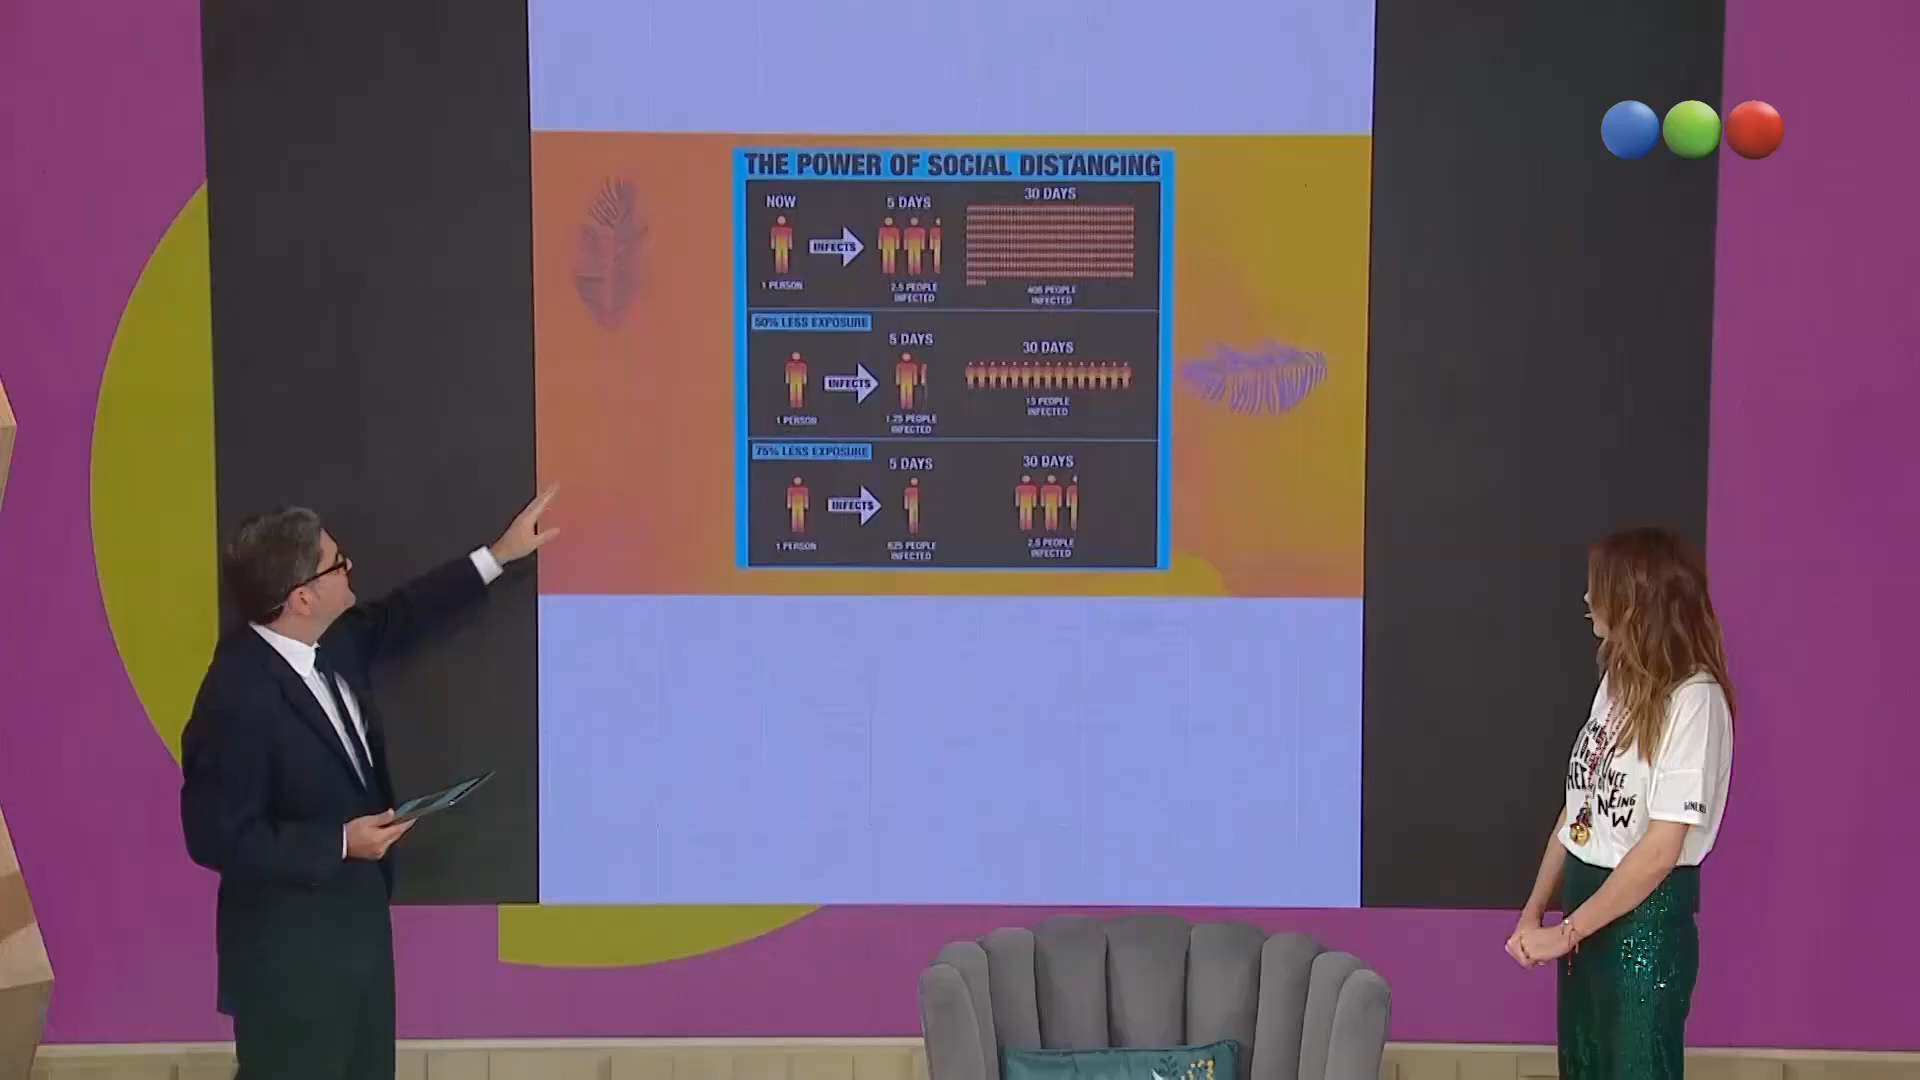 THE POWER OF SOCIAL DISTANCING
NOW
5 DAYS
30 DAYS
INFECTS
1 PERSON
2.5 PEOPLE
INFECTED
406 PEOPLE
INFECTED
50% LESS EXPOSURE
5 DAYS
30 DAYS
INFECTS
1 PERSON
1.25 PEOPLE
INFECTED
15 PEOPLE
INFECTED
75% LESS EXPOSURE
5 DAYS
30 DAYS
INFECTS
1 PERSON
625 PEOPLE
INFECTED
2.5 PEOPLE
INFECTED